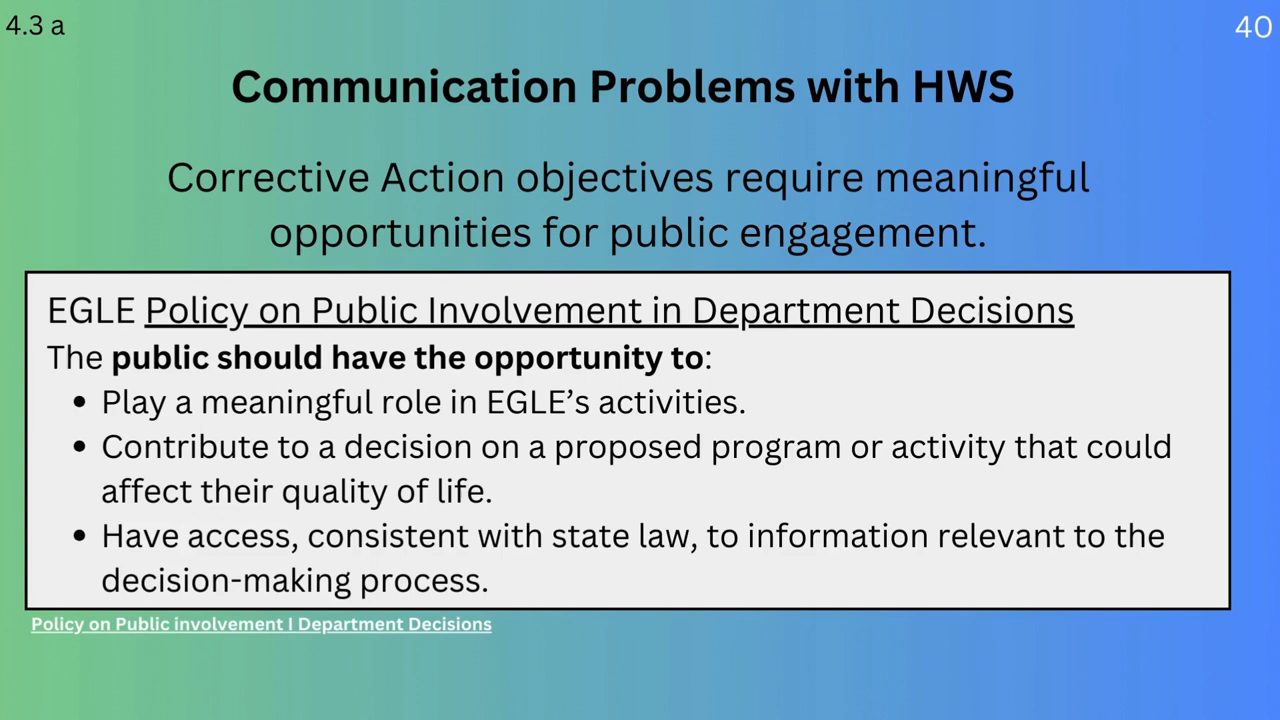 4.3 a
40
Communication Problems with HWS
Corrective Action objectives require meaningful
opportunities for public engagement.
EGLE Policy on Public Involvement in Department Decisions
The public should have the opportunity to:
• Play a meaningful role in EGLE’s activities.
• Contribute to a decision on a proposed program or activity that could
affect their quality of life.
• Have access, consistent with state law, to information relevant to the
decision-making process.
Policy on Public involvement I Department Decisions